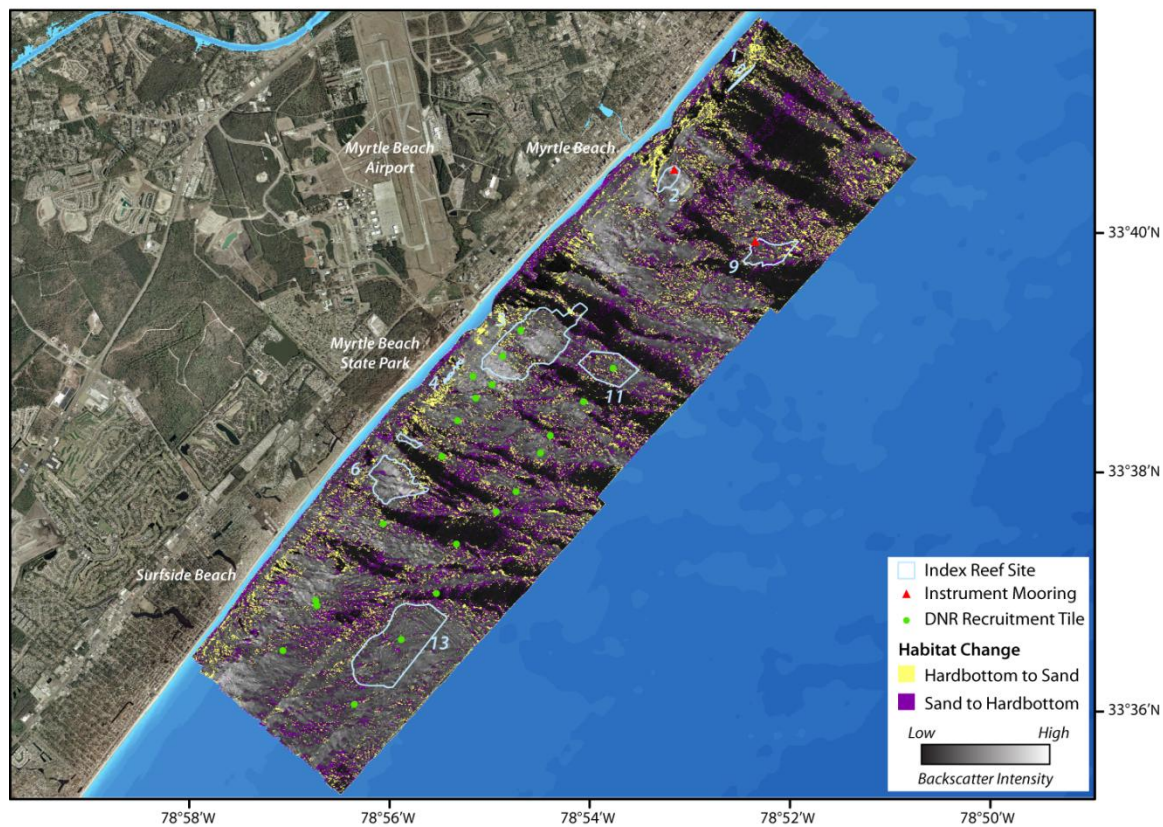 1
Myrtle Beach
Airport
Myrtle Beach
2
9
33°40'N
Myrtle Beach
State Park
4
11
6
33°38'N
Surfside Beach
13
33°36'N
Index Reef Site
Instrument Mooring
DNR Recruitment Tile
Habitat Change
Hardbottom to Sand
Sand to Hardbottom
Low High
Backscatter Intensity
78°58'W 78°56'W 78°54'W 78°52'W 78°50'W